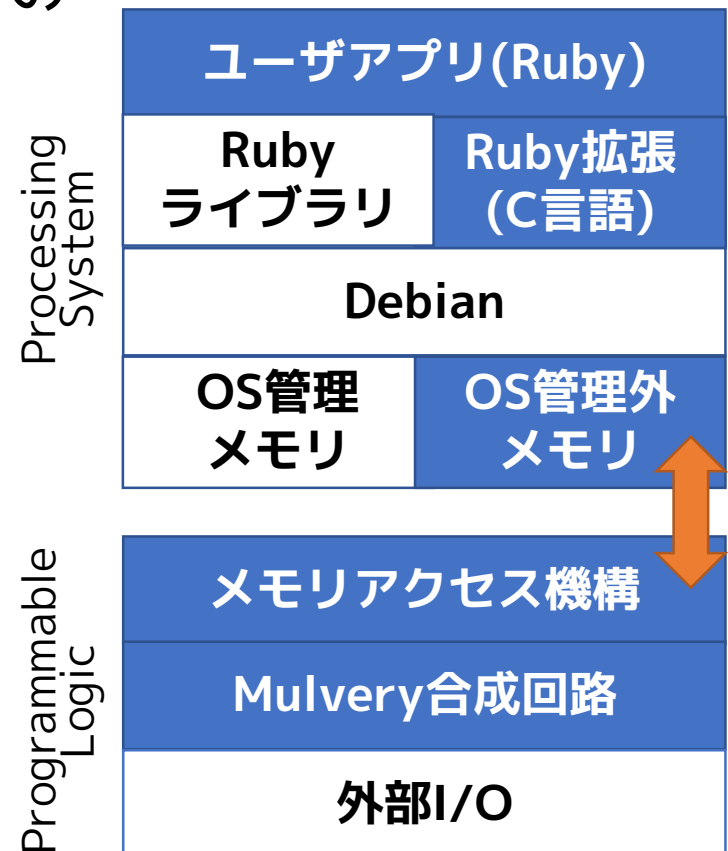 Processing
System
ユーザアプリ(Ruby)
Ruby
ライブラリ
Ruby拡張
(C言語)
Debian
OS管理
メモリ
OS管理外
メモリ
Programmable
Logic
メモリアクセス機構
Mulvery合成回路
外部I/O